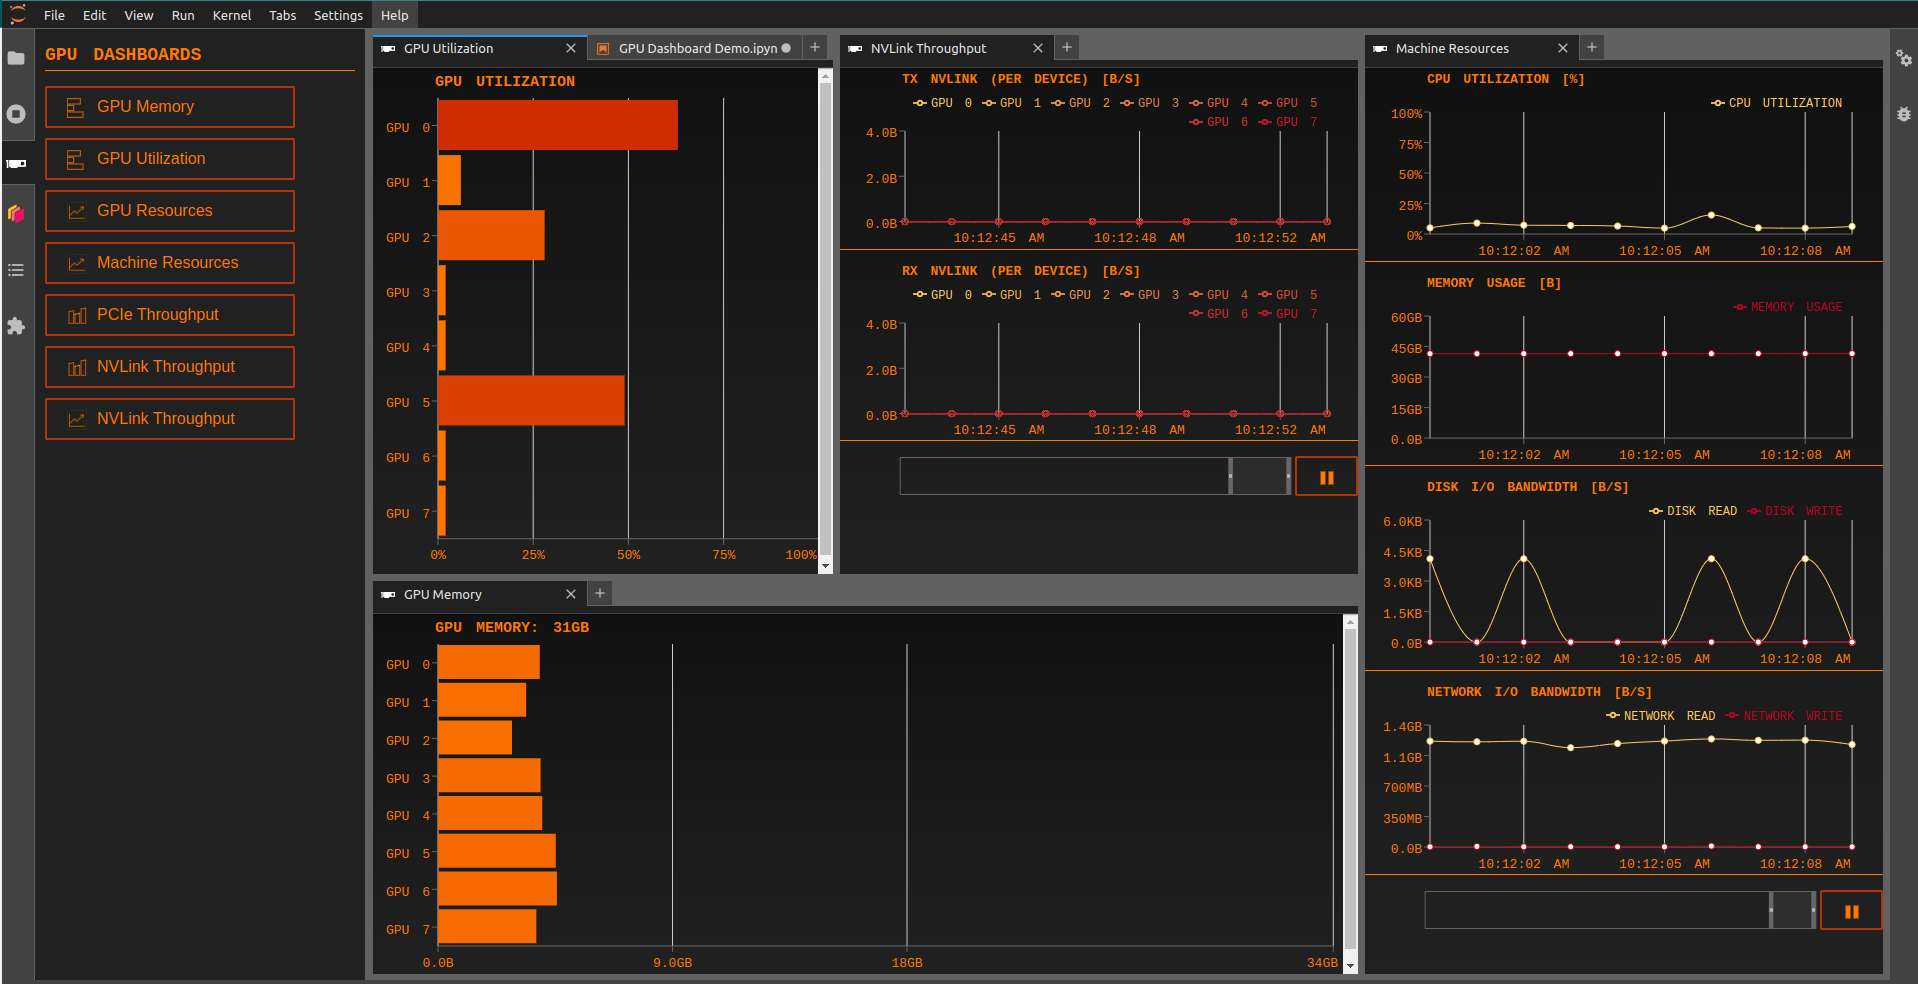 File Edit View Run Kernel Tabs Settings Help
GPU DASHBOARDS
GPU Memory
GPU Utilization
GPU Resources
Machine Resources
PCIe Throughput
NVLink Throughput
NVLink Throughput
GPU Utilization
GPU Dashboard Demo.ipyn
GPU UTILIZATION
GPU 0
GPU 1
GPU 2
GPU 3
GPU 4
GPU 5
GPU 6
GPU 7
0% 25% 50% 75% 100%
NVLink Throughput
TX NVLINK (PER DEVICE) [B/S]
GPU 0 GPU 1 GPU 2 GPU 3 GPU 4 GPU 5
GPU 6 GPU 7
4.0B
2.0B
0.0B
10:12:45 AM 10:12:48 AM 10:12:52 AM
RX NVLINK (PER DEVICE) [B/S]
GPU 0 GPU 1 GPU 2 GPU 3 GPU 4 GPU 5
GPU 6 GPU 7
4.0B
2.0B
0.0B
10:12:45 AM 10:12:48 AM 10:12:52 AM
GPU Memory
GPU MEMORY: 31GB
GPU 0
GPU 1
GPU 2
GPU 3
GPU 4
GPU 5
GPU 6
GPU 7
0.0B 9.0GB 18GB 34GB
Machine Resources
CPU UTILIZATION [%]
CPU UTILIZATION
100%
75%
50%
25%
0%
10:12:02 AM 10:12:05 AM 10:12:08 AM
MEMORY USAGE [B]
MEMORY USAGE
60GB
45GB
30GB
15GB
0.0B
10:12:02 AM 10:12:05 AM 10:12:08 AM
DISK I/O BANDWIDTH [B/S]
DISK READ DISK WRITE
6.0KB
4.5KB
3.0KB
1.5KB
0.0B
10:12:02 AM 10:12:05 AM 10:12:08 AM
NETWORK I/O BANDWIDTH [B/S]
NETWORK READ NETWORK WRITE
1.4GB
1.1GB
700MB
350MB
0.0B
10:12:02 AM 10:12:05 AM 10:12:08 AM